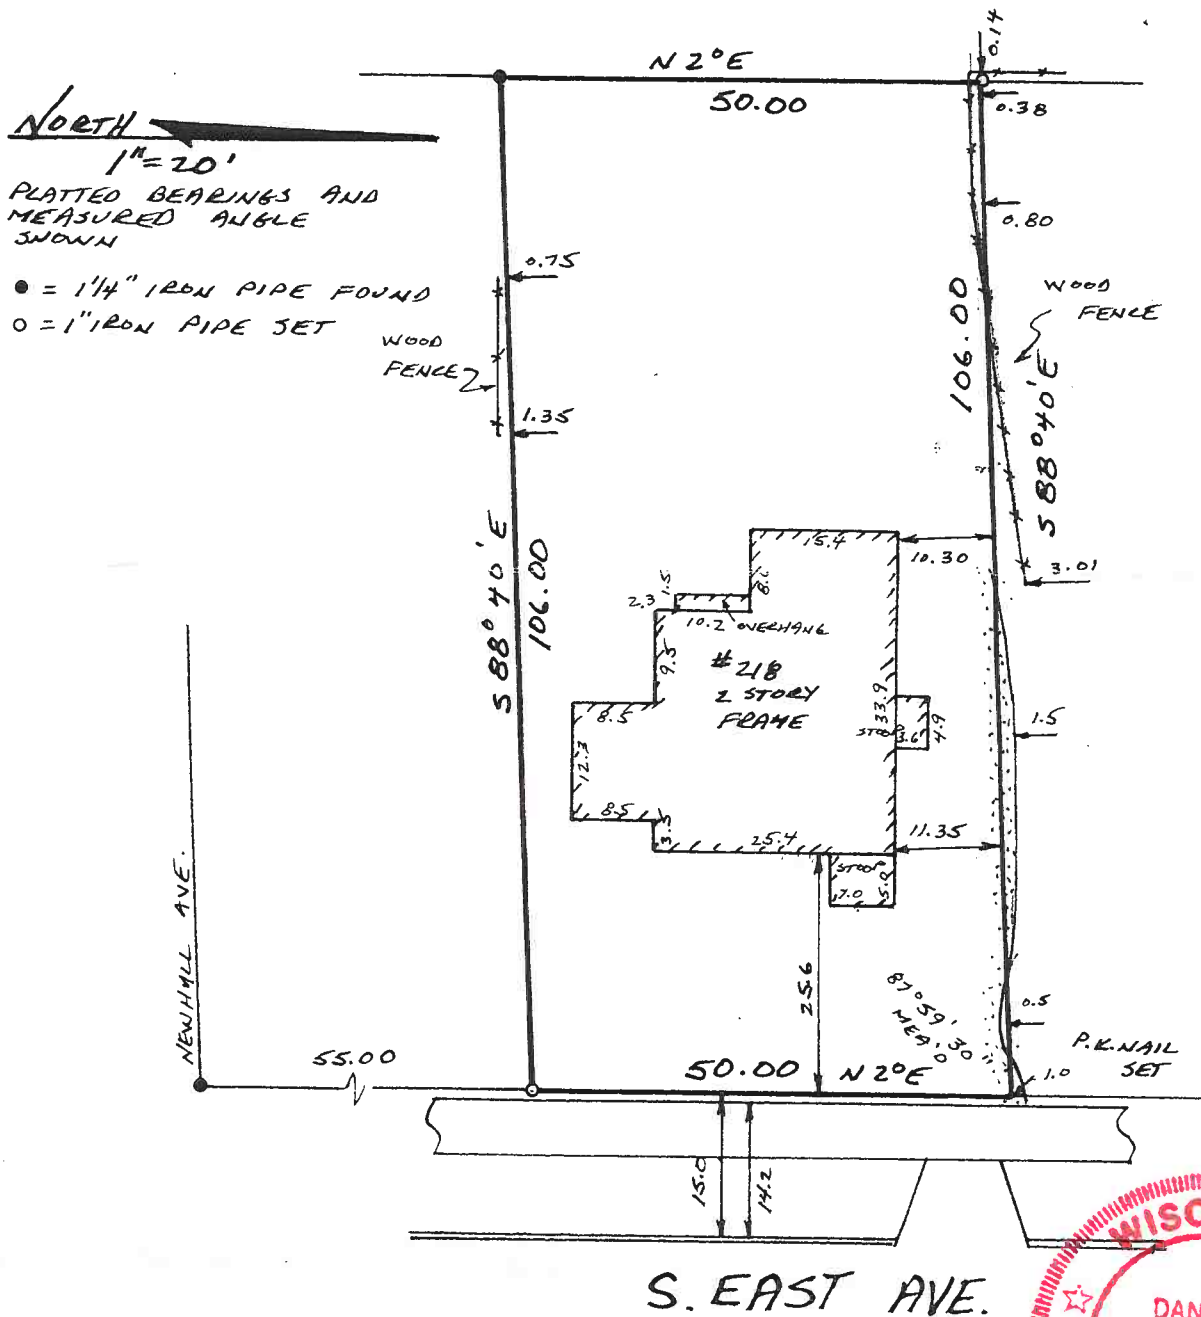 N 2° E
50.00
0.14
0.38
NORTH
1" = 20'
PLATTED BEARINGS AND
MEASURED ANGLE
SHOWN
● = 1 1/4" IRON PIPE FOUND
○ = 1" IRON PIPE SET
0.75
0.80
WOOD
FENCE
WOOD
FENCE
1.35
106.00
S 88° 40' E
S 88° 40' E
106.00
15.4
10.30
3.01
8.6
1.5
2.3
10.2 OVERHANG
9.5
#218
2 STORY
FRAME
33.9
STOOP
3.6
4.9
1.5
8.5
12.3
8.5
3.5
25.4
11.35
STOOP
7.0
5.0
25.6
87° 59' 30"
MEA'D
0.5
P.K. NAIL
SET
1.0
NEWHALL AVE.
55.00
50.00 N 2° E
15.0
14.2
S. EAST AVE.
WISC
DAN